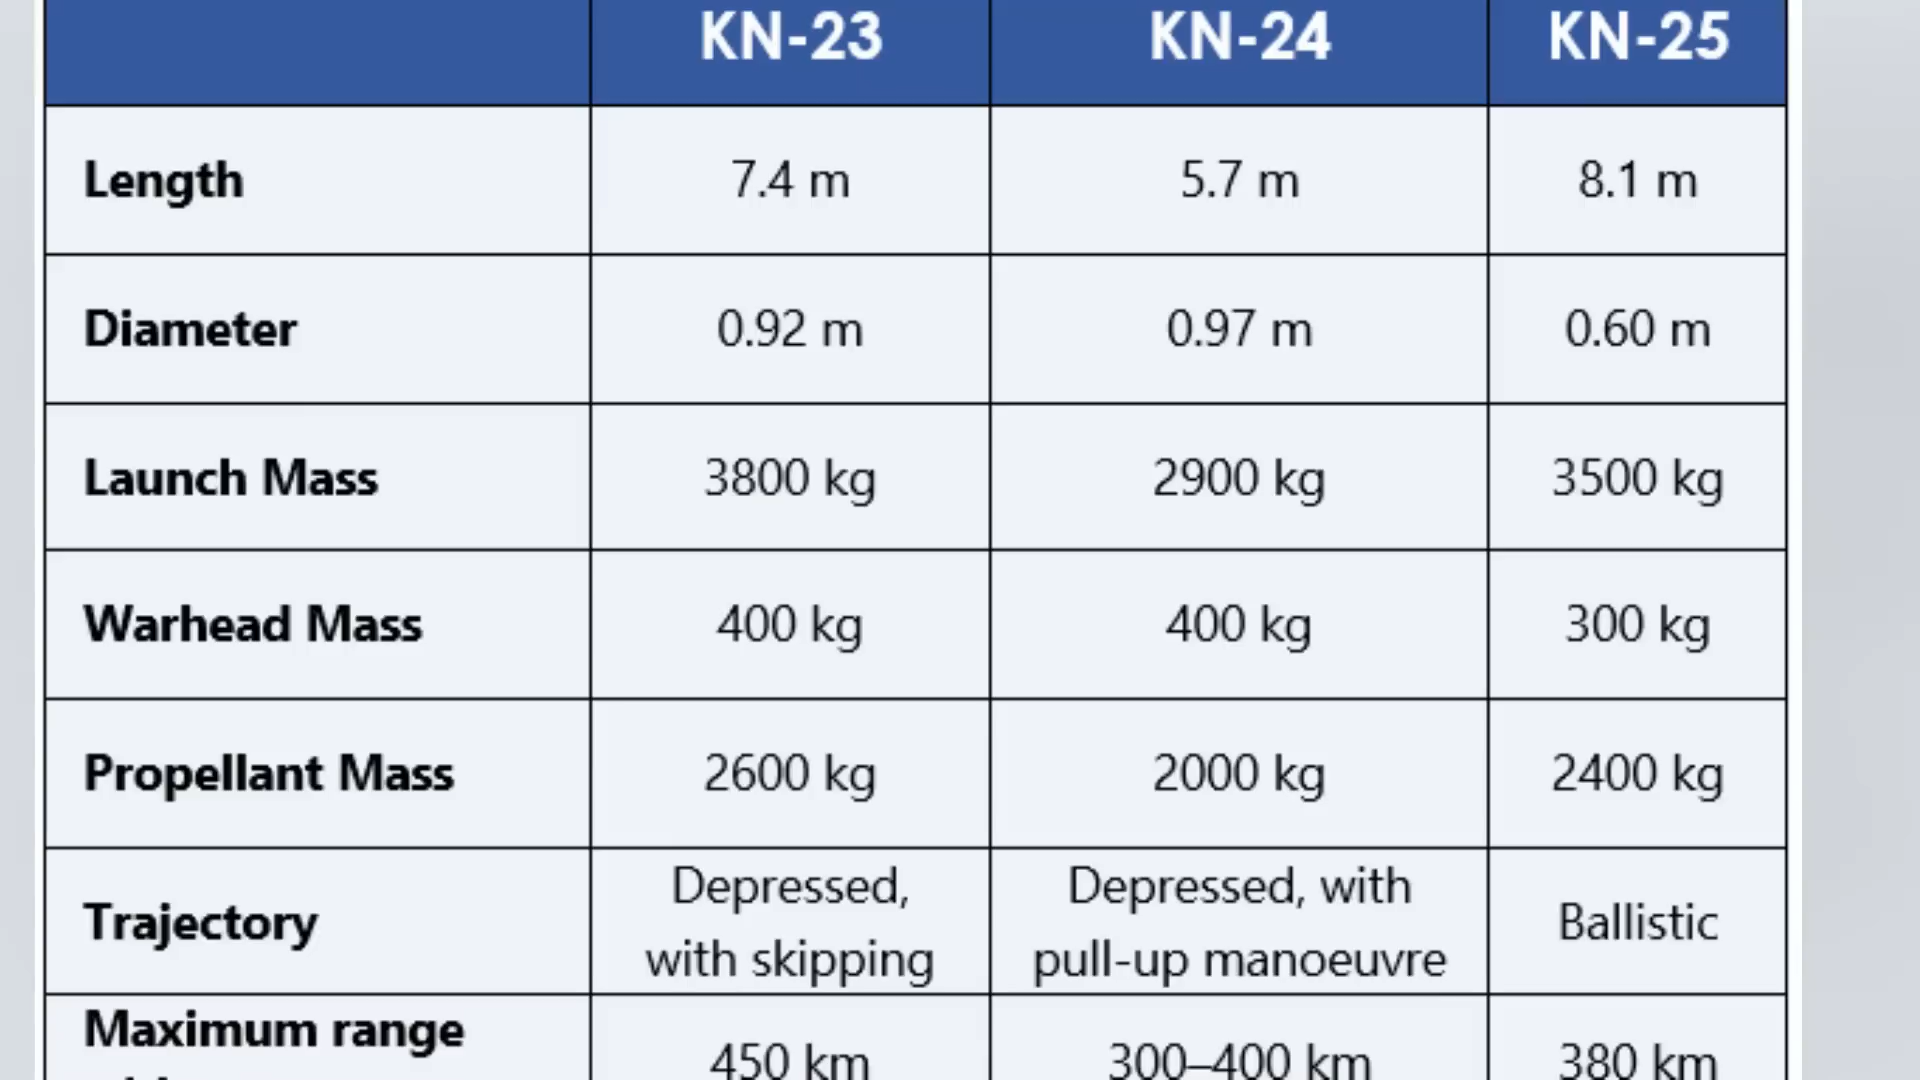 KN-23 KN-24 KN-25
Length 7.4 m 5.7 m 8.1 m
Diameter 0.92 m 0.97 m 0.60 m
Launch Mass 3800 kg 2900 kg 3500 kg
Warhead Mass 400 kg 400 kg 300 kg
Propellant Mass 2600 kg 2000 kg 2400 kg
Trajectory Depressed, with skipping Depressed, with pull-up manoeuvre Ballistic
Maximum range 450 km 300–400 km 380 km